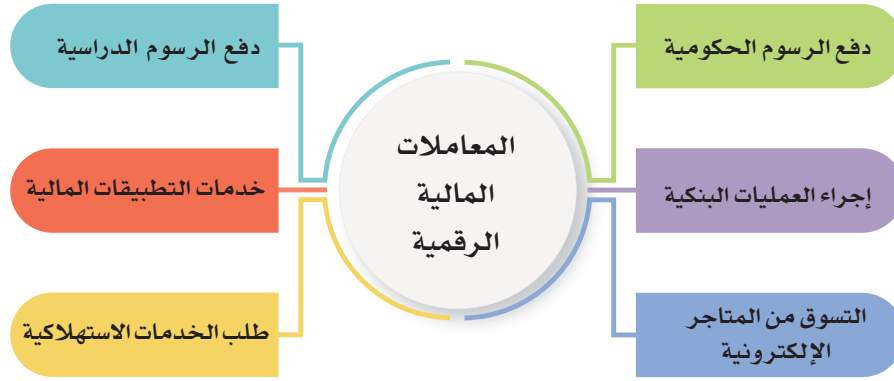 المعاملات
المالية
الرقمية
دفع الرسوم الحكومية
إجراء العمليات البنكية
التسوق من المتاجر
الإلكترونية
دفع الرسوم الدراسية
خدمات التطبيقات المالية
طلب الخدمات الاستهلاكية